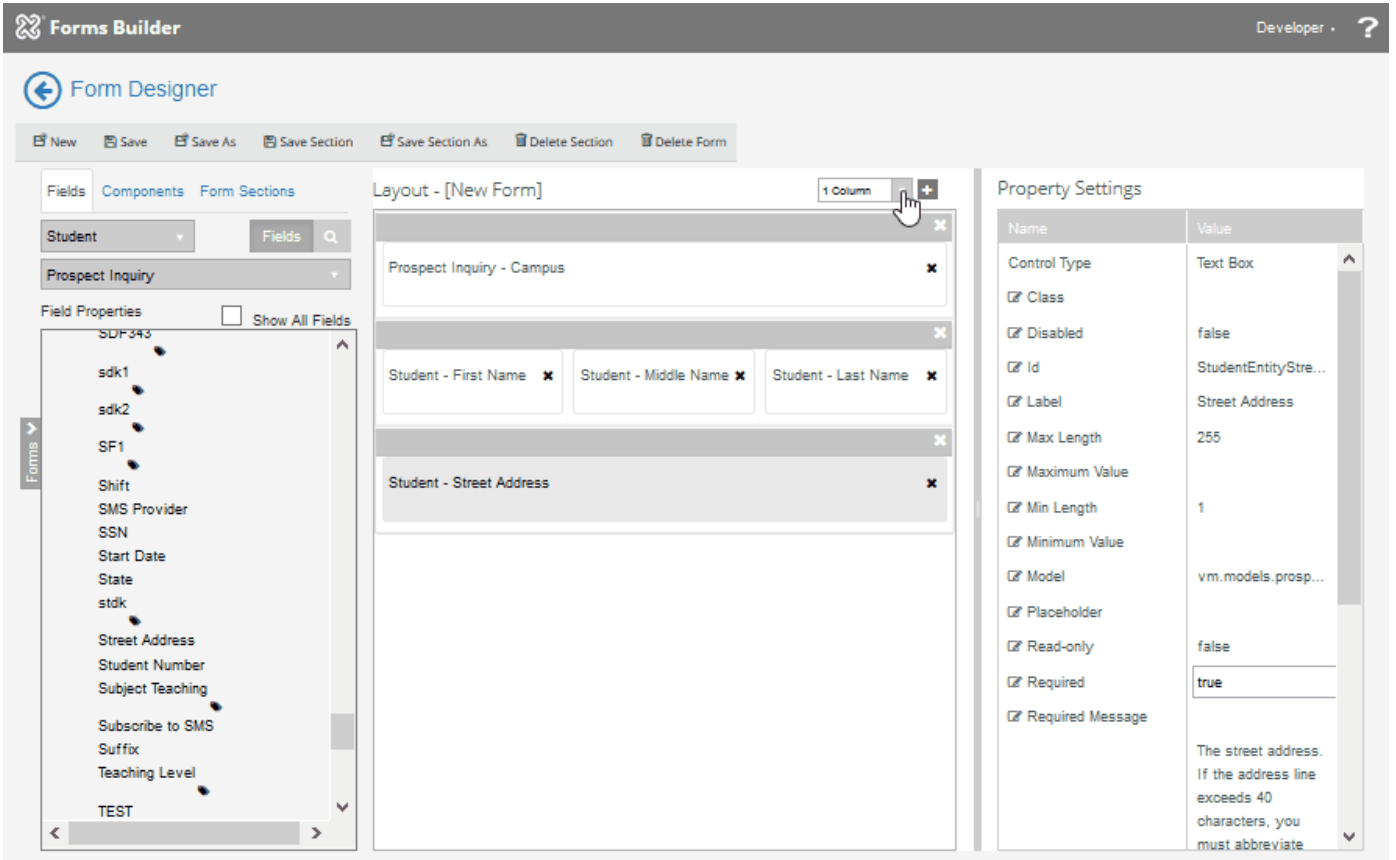 Forms Builder
Developer
?
Form Designer
New Save Save As Save Section Save Section As Delete Section Delete Form
Fields Components Form Sections
Student Fields
Prospect Inquiry
Field Properties Show All Fields
SDF343
sdk1
sdk2
SF1
Shift
SMS Provider
SSN
Start Date
State
stdk
Street Address
Student Number
Subject Teaching
Subscribe to SMS
Suffix
Teaching Level
TEST
Forms
Layout - [New Form] 1 Column
Prospect Inquiry - Campus
Student - First Name Student - Middle Name Student - Last Name
Student - Street Address
Property Settings
Name Value
Control Type Text Box
Class
Disabled false
Id StudentEntityStre...
Label Street Address
Max Length 255
Maximum Value
Min Length 1
Minimum Value
Model vm.models.prosp...
Placeholder
Read-only false
Required true
Required Message
The street address.
If the address line
exceeds 40
characters, you
must abbreviate